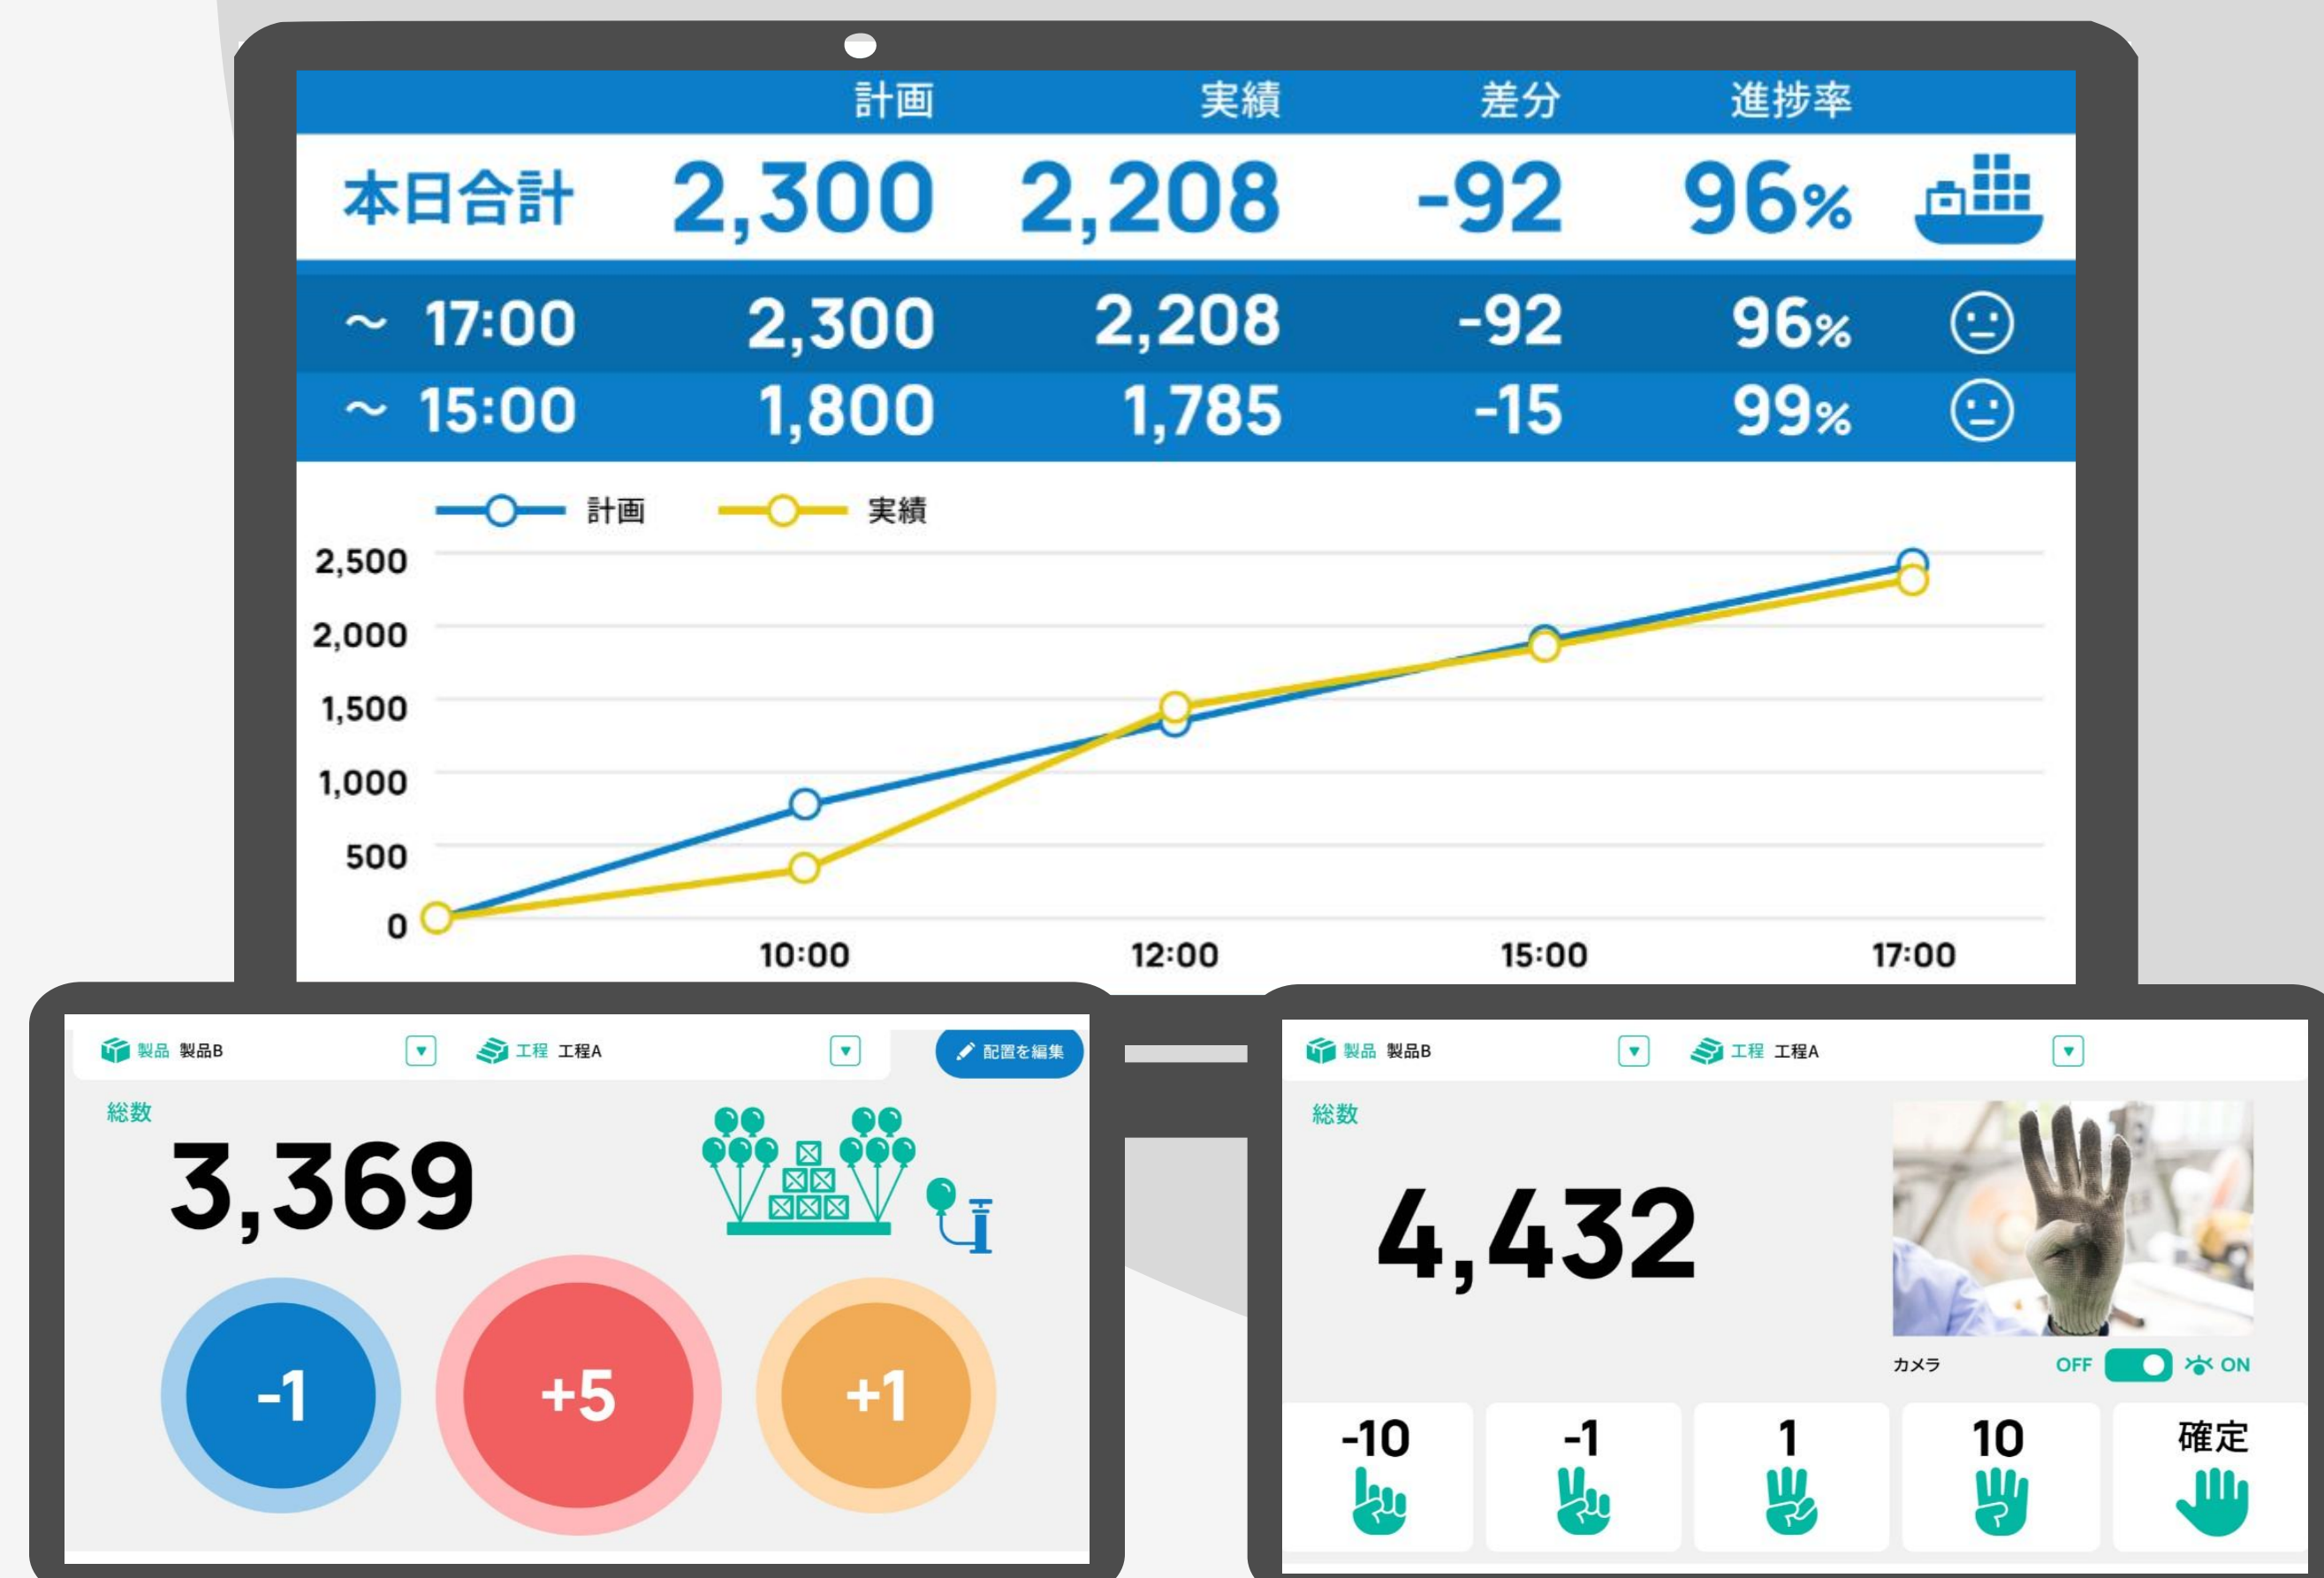 計画 実績 差分 進捗率
本日合計 2,300 2,208 -92 96%
～ 17:00 2,300 2,208 -92 96%
～ 15:00 1,800 1,785 -15 99%
計画 実績
2,500
2,000
1,500
1,000
500
0
10:00 12:00 15:00 17:00
製品 製品B 工程 工程A 配置を編集
総数
3,369
-1 +5 +1
製品 製品B 工程 工程A
総数
4,432
カメラ OFF ON
-10 -1 1 10 確定